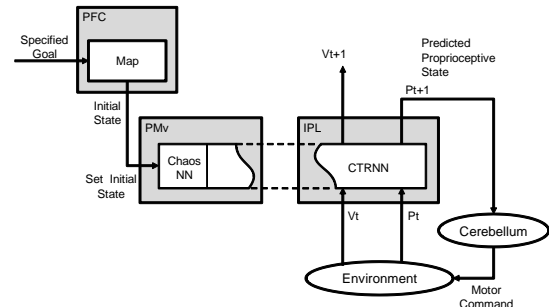 PFC
Specified
Goal
Map
Vt+1
Predicted
Proprioceptive
State
Pt+1
Initial
State
PMv
IPL
Chaos
NN
CTRNN
Set Initial
State
Vt
Pt
Cerebellum
Environment
Motor
Command